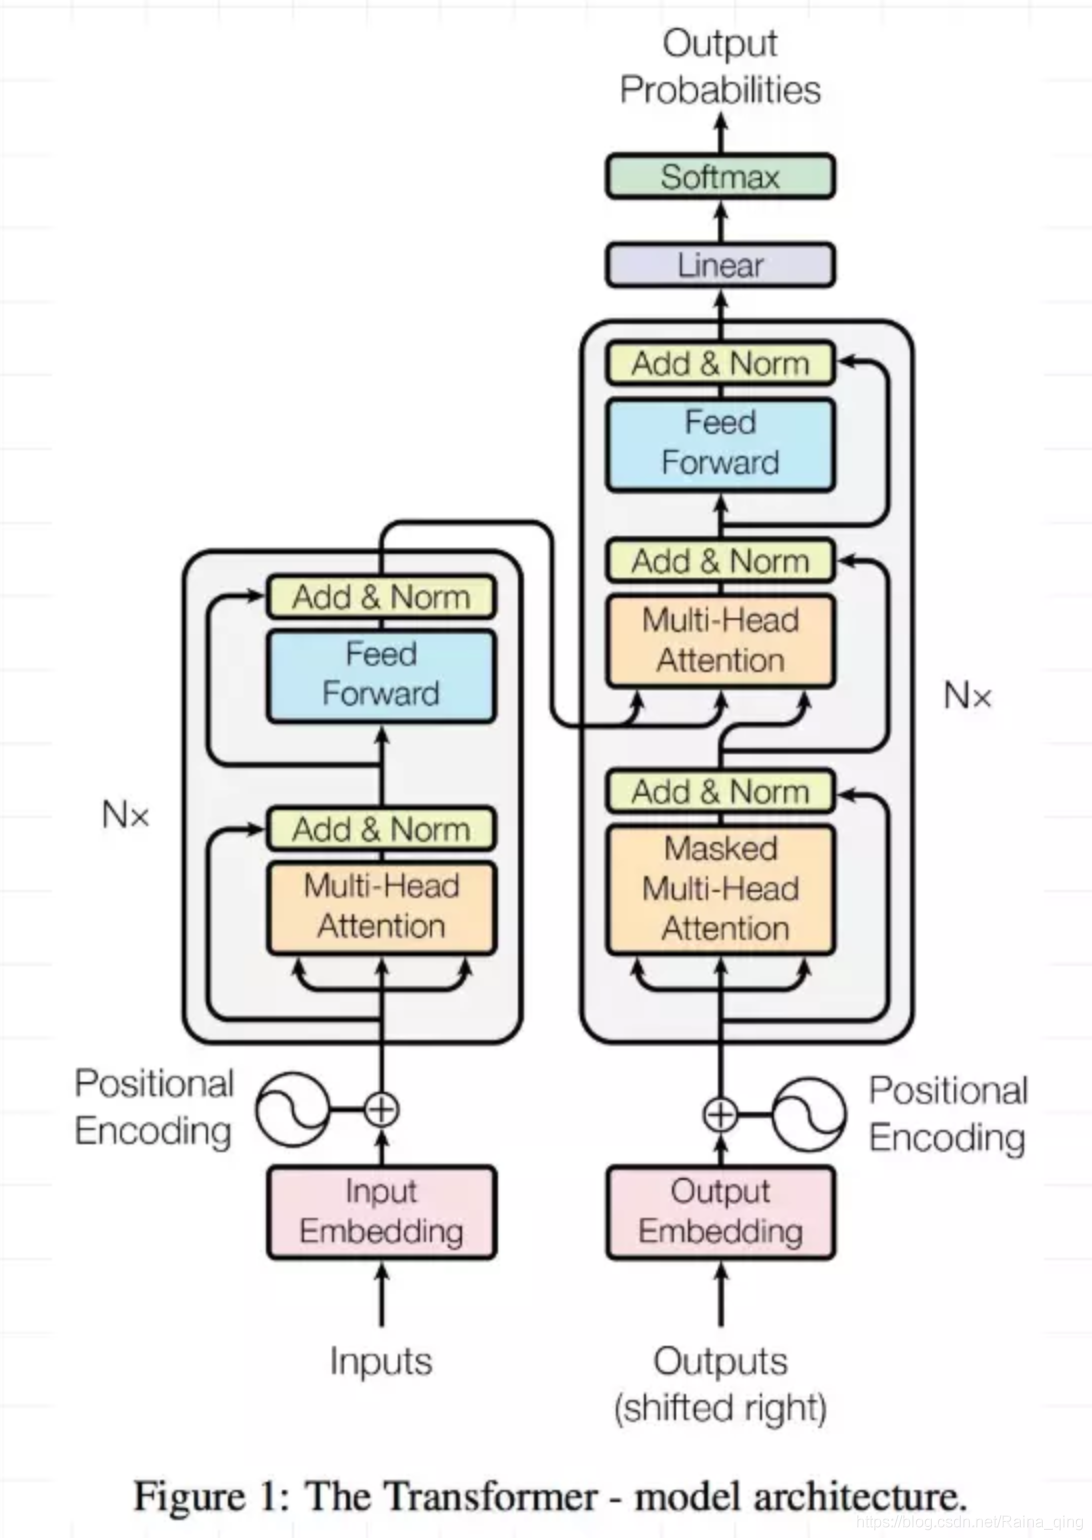 Output
Probabilities
Softmax
Linear
Add & Norm
Feed
Forward
Add & Norm
Multi-Head
Attention
Add & Norm
Masked
Multi-Head
Attention
N×
Add & Norm
Feed
Forward
Add & Norm
Multi-Head
Attention
N×
Positional
Encoding
Positional
Encoding
Input
Embedding
Output
Embedding
Inputs
Outputs
(shifted right)
Figure 1: The Transformer - model architecture.
https://blog.csdn.net/Raina_qing